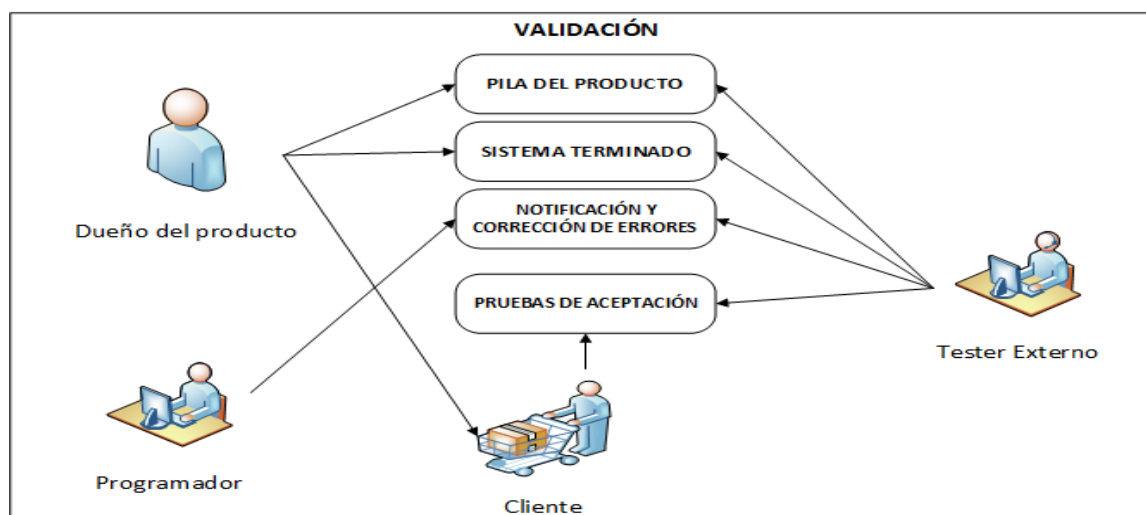 VALIDACIÓN
PILA DEL PRODUCTO
SISTEMA TERMINADO
NOTIFICACIÓN Y
CORRECCIÓN DE ERRORES
PRUEBAS DE ACEPTACIÓN
Dueño del producto
Programador
Cliente
Tester Externo